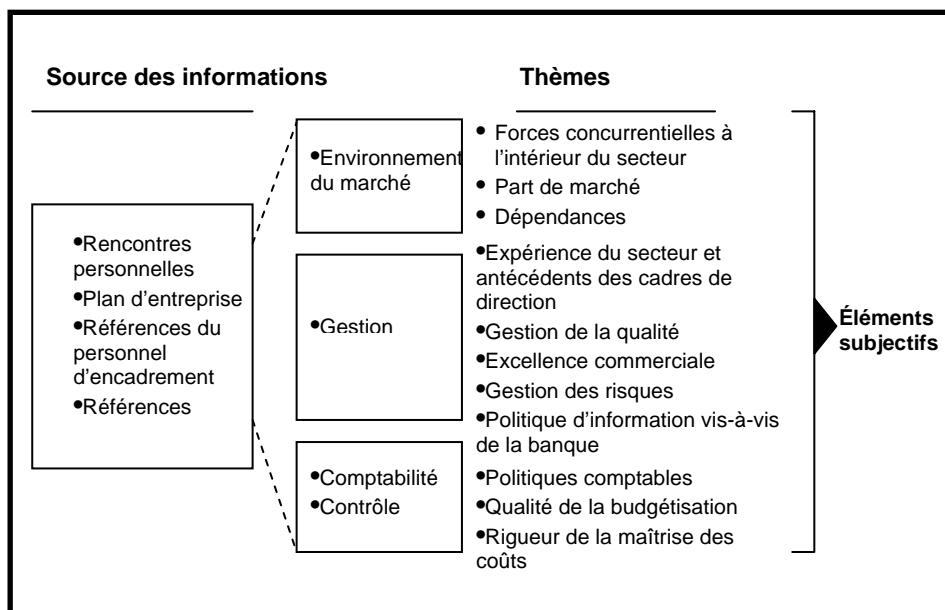 Source des informations
Thèmes
•Rencontres
personnelles
•Plan d'entreprise
•Références du
personnel
d'encadrement
•Références
•Environnement
du marché
•Gestion
•Comptabilité
•Contrôle
• Forces concurrentielles à
l'intérieur du secteur
• Part de marché
• Dépendances
•Expérience du secteur et
antécédents des cadres de
direction
•Gestion de la qualité
•Excellence commerciale
•Gestion des risques
•Politique d'information vis-à-vis
de la banque
•Politiques comptables
•Qualité de la budgétisation
•Rigueur de la maîtrise des
coûts
Éléments
subjectifs